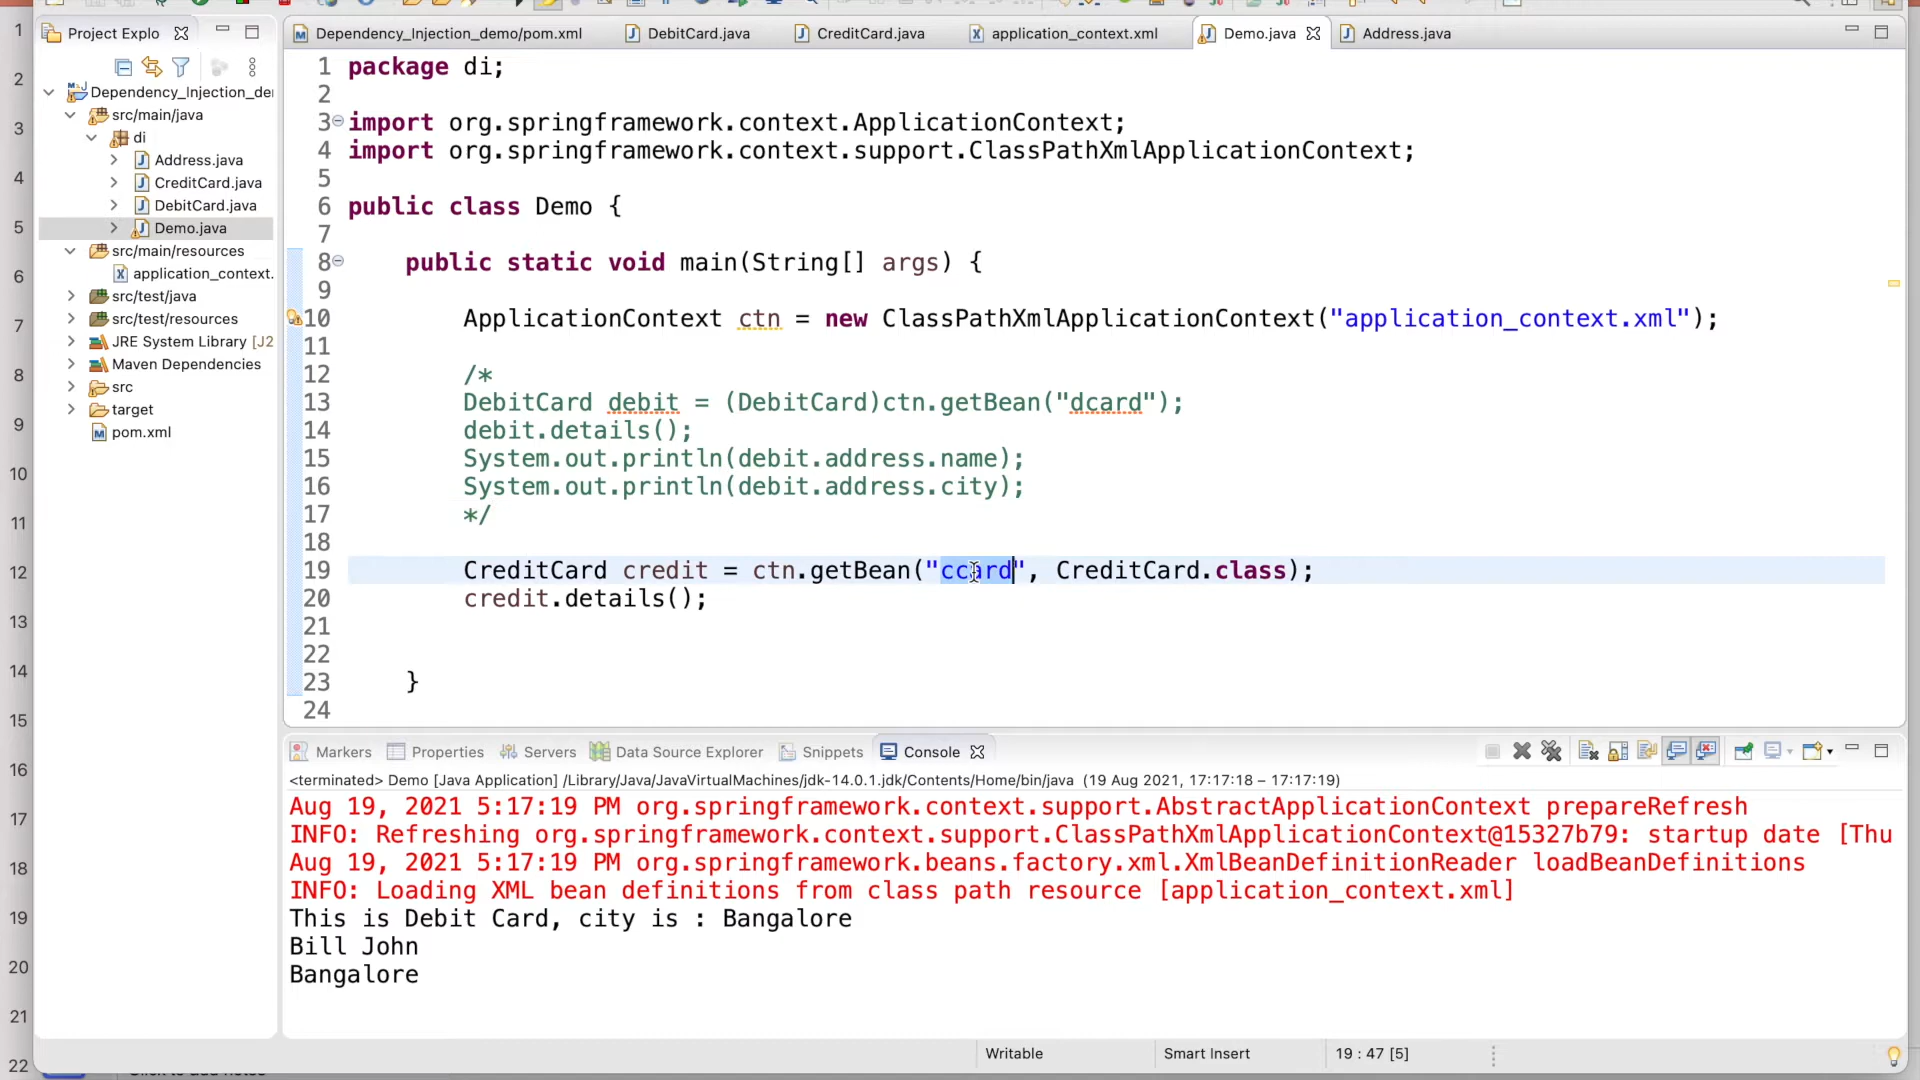 Project Explo
Dependency_Injection_demo/pom.xml
DebitCard.java
CreditCard.java
application_context.xml
Demo.java
Address.java
Dependency_Injection_de
src/main/java
di
Address.java
CreditCard.java
DebitCard.java
Demo.java
src/main/resources
application_context.
src/test/java
src/test/resources
JRE System Library [J2
Maven Dependencies
src
target
pom.xml
1
2
3
4
5
6
7
8
9
10
11
12
13
14
15
16
17
18
19
20
21
22
1 package di;
2
3 import org.springframework.context.ApplicationContext;
4 import org.springframework.context.support.ClassPathXmlApplicationContext;
5
6 public class Demo {
7
8 public static void main(String[] args) {
9
10 ApplicationContext ctn = new ClassPathXmlApplicationContext("application_context.xml");
11
12 /*
13 DebitCard debit = (DebitCard)ctn.getBean("dcard");
14 debit.details();
15 System.out.println(debit.address.name);
16 System.out.println(debit.address.city);
17 */
18
19 CreditCard credit = ctn.getBean("ccard", CreditCard.class);
20 credit.details();
21
22
23 }
24
Markers Properties Servers Data Source Explorer Snippets Console
<terminated> Demo [Java Application] /Library/Java/JavaVirtualMachines/jdk-14.0.1.jdk/Contents/Home/bin/java (19 Aug 2021, 17:17:18 – 17:17:19)
Aug 19, 2021 5:17:19 PM org.springframework.context.support.AbstractApplicationContext prepareRefresh
INFO: Refreshing org.springframework.context.support.ClassPathXmlApplicationContext@15327b79: startup date [Thu
Aug 19, 2021 5:17:19 PM org.springframework.beans.factory.xml.XmlBeanDefinitionReader loadBeanDefinitions
INFO: Loading XML bean definitions from class path resource [application_context.xml]
This is Debit Card, city is : Bangalore
Bill John
Bangalore
Writable
Smart Insert
19 : 47 [5]